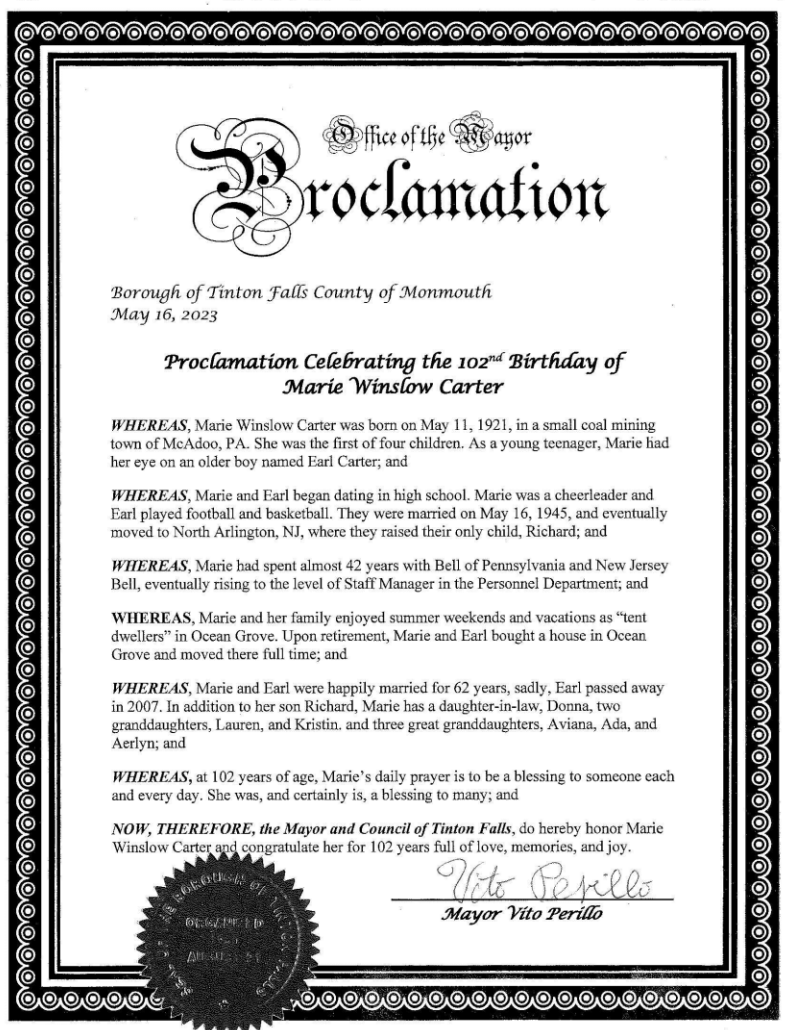 Office of the Mayor
Proclamation
Borough of Tinton Falls County of Monmouth
May 16, 2023
Proclamation Celebrating the 102nd Birthday of
Marie Winslow Carter
WHEREAS, Marie Winslow Carter was born on May 11, 1921, in a small coal mining
town of McAdoo, PA. She was the first of four children. As a young teenager, Marie had
her eye on an older boy named Earl Carter; and
WHEREAS, Marie and Earl began dating in high school. Marie was a cheerleader and
Earl played football and basketball. They were married on May 16, 1945, and eventually
moved to North Arlington, NJ, where they raised their only child, Richard; and
WHEREAS, Marie had spent almost 42 years with Bell of Pennsylvania and New Jersey
Bell, eventually rising to the level of Staff Manager in the Personnel Department; and
WHEREAS, Marie and her family enjoyed summer weekends and vacations as “tent
dwellers” in Ocean Grove. Upon retirement, Marie and Earl bought a house in Ocean
Grove and moved there full time; and
WHEREAS, Marie and Earl were happily married for 62 years, sadly, Earl passed away
in 2007. In addition to her son Richard, Marie has a daughter-in-law, Donna, two
granddaughters, Lauren, and Kristin. and three great granddaughters, Aviana, Ada, and
Aerlyn; and
WHEREAS, at 102 years of age, Marie’s daily prayer is to be a blessing to someone each
and every day. She was, and certainly is, a blessing to many; and
NOW, THEREFORE, the Mayor and Council of Tinton Falls, do hereby honor Marie
Winslow Carter and congratulate her for 102 years full of love, memories, and joy.
Vito Perillo
Mayor Vito Perillo
BOROUGH OF TINTON FALLS
ORGANIZED